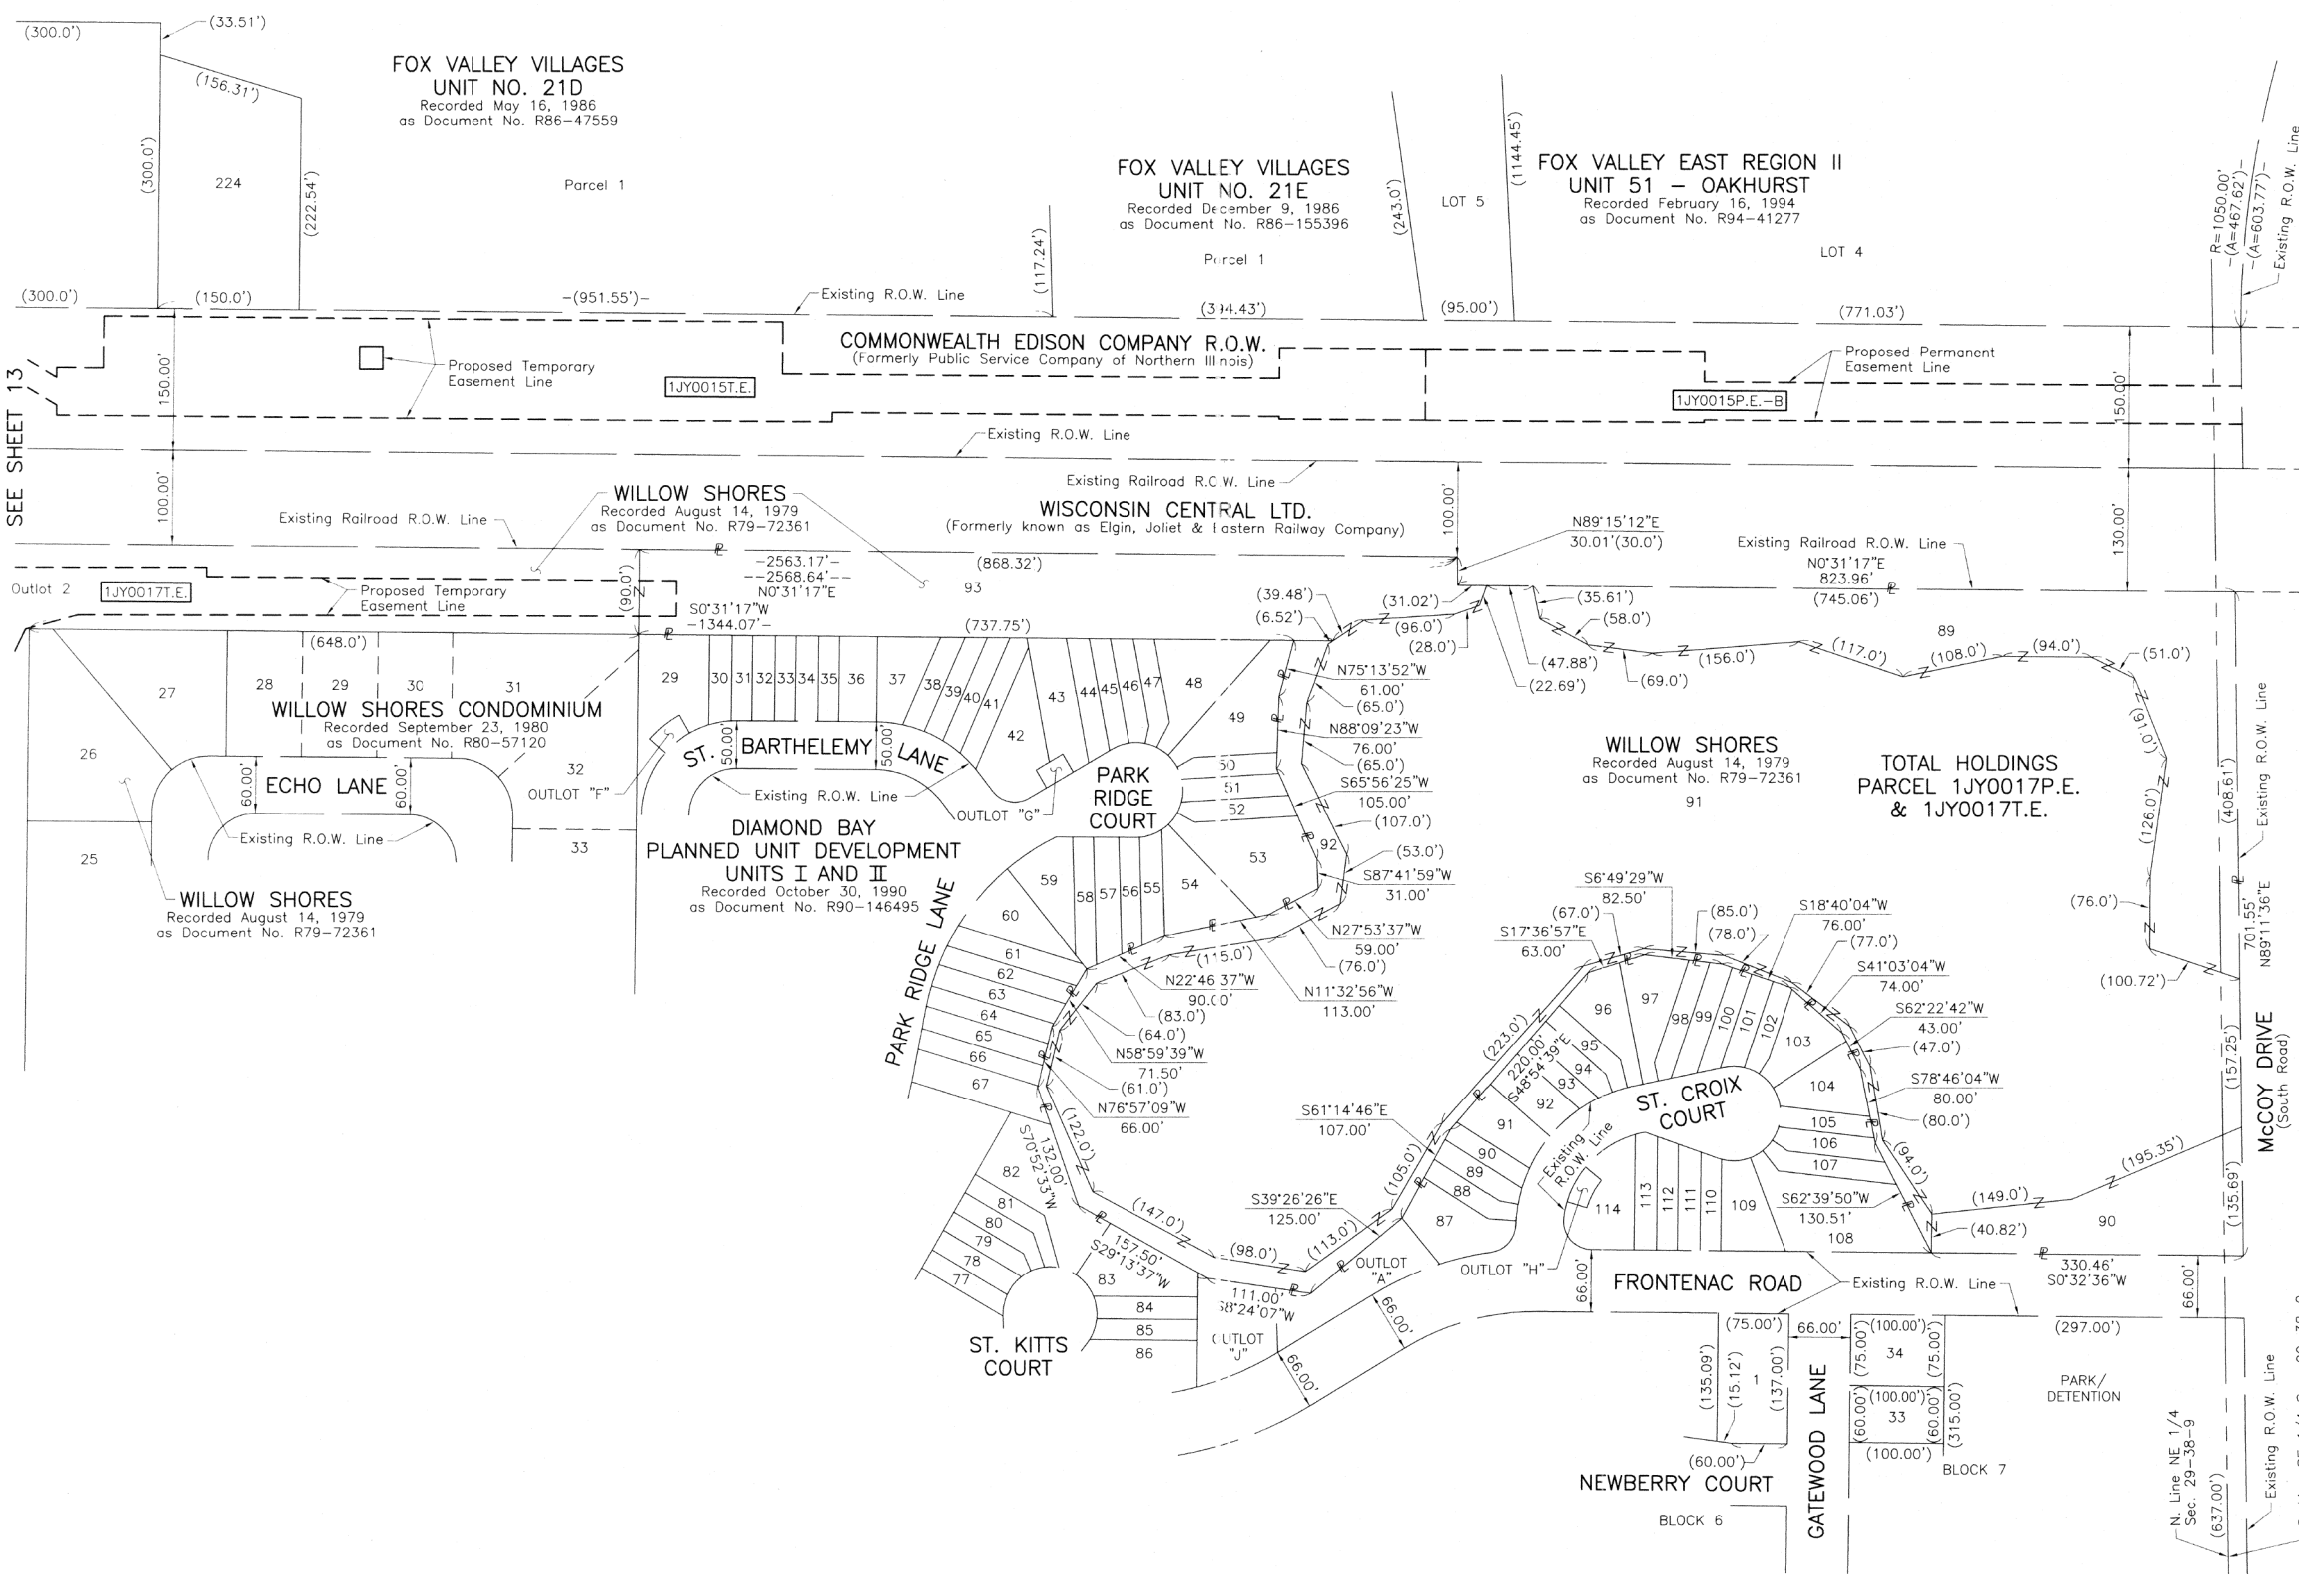 (300.0')
(33.51')
(156.31')
FOX VALLEY VILLAGES
UNIT NO. 21D
Recorded May 16, 1986
as Document No. R86-47559
(300.0')
224
(222.54')
Parcel 1
(117.24')
FOX VALLEY VILLAGES
UNIT NO. 21E
Recorded December 9, 1986
as Document No. R86-155396
Parcel 1
(243.0')
LOT 5
(1144.45')
FOX VALLEY EAST REGION II
UNIT 51 - OAKHURST
Recorded February 16, 1994
as Document No. R94-41277
LOT 4
R=1050.00'
-(A=467.62')-
-(A=603.77')-
Existing R.O.W. Line
(300.0')
(150.0')
-(951.55')-
Existing R.O.W. Line
(95.00')
(771.03')
COMMONWEALTH EDISON COMPANY R.O.W.
(Formerly Public Service Company of Northern Illinois)
Proposed Temporary
Easement Line
1JY0015T.E.
Proposed Permanent
Easement Line
1JY0015P.E.-B
150.00'
150.00'
SEE SHEET 13
Existing R.O.W. Line
100.00'
Existing Railroad R.O.W. Line
WILLOW SHORES
Recorded August 14, 1979
as Document No. R79-72361
Existing Railroad R.O.W. Line
WISCONSIN CENTRAL LTD.
(Formerly known as Elgin, Joliet & Eastern Railway Company)
100.00'
N89°15'12"E
30.01'(30.0')
Existing Railroad R.O.W. Line
N0°31'17"E
823.96'
(745.06')
130.00'
Outlot 2
1JY0017T.E.
Proposed Temporary
Easement Line
(90.0')
-2563.17'-
--2568.64'--
N0°31'17"E
(868.32')
93
S0°31'17"W
-1344.07'-
(737.75')
(39.48')
(6.52')
(31.02')
(96.0')
(28.0')
(35.61')
(58.0')
(47.88')
(22.69')
(69.0')
(156.0')
(117.0')
(108.0')
(94.0')
(51.0')
89
(91.0')
(126.0')
(76.0')
(100.72')
(648.0')
26
27
28
29
30
31
WILLOW SHORES CONDOMINIUM
Recorded September 23, 1980
as Document No. R80-57120
ECHO LANE
60.00'
60.00'
Existing R.O.W. Line
25
32
33
OUTLOT "F"
WILLOW SHORES
Recorded August 14, 1979
as Document No. R79-72361
29
30
31
32
33
34
35
36
37
38
39
40
41
42
43
44
45
46
47
48
49
50
51
52
53
54
55
56
57
58
59
60
61
62
63
64
65
66
67
ST. BARTHELEMY LANE
50.00'
50.00'
Existing R.O.W. Line
OUTLOT "G"
PARK
RIDGE
COURT
DIAMOND BAY
PLANNED UNIT DEVELOPMENT
UNITS I AND II
Recorded October 30, 1990
as Document No. R90-146495
PARK RIDGE LANE
N75°13'52"W
61.00'
(65.0')
N88°09'23"W
76.00'
(65.0')
S65°56'25"W
105.00'
(107.0')
92
(53.0')
S87°41'59"W
31.00'
N27°53'37"W
59.00'
(76.0')
N11°32'56"W
113.00'
(115.0')
N22°46'37"W
90.00'
(83.0')
(64.0')
N58°59'39"W
71.50'
(61.0')
N76°57'09"W
66.00'
(122.0')
132.00'
S70°52'33"W
(147.0')
157.50'
S29°13'37"W
(98.0')
111.00'
S8°24'07"W
WILLOW SHORES
Recorded August 14, 1979
as Document No. R79-72361
91
TOTAL HOLDINGS
PARCEL 1JY0017P.E.
& 1JY0017T.E.
(408.61')
Existing R.O.W. Line
701.55'
N89°11'36"E
(157.25')
McCOY DRIVE
(South Road)
(135.69')
S6°49'29"W
82.50'
(67.0')
S17°36'57"E
63.00'
(85.0')
(78.0')
S18°40'04"W
76.00'
(77.0')
S41°03'04"W
74.00'
S62°22'42"W
43.00'
(47.0')
S78°46'04"W
80.00'
(80.0')
(94.0')
S62°39'50"W
130.51'
(149.0')
(40.82')
(195.35')
90
(223.0')
220.00'
S48°54'39"E
S61°14'46"E
107.00'
(105.0')
S39°26'26"E
125.00'
(113.0')
87
88
89
90
91
92
93
94
95
96
97
98
99
100
101
102
103
104
105
106
107
108
109
110
111
112
113
114
ST. CROIX
COURT
Existing
R.O.W. Line
OUTLOT
"A"
OUTLOT "H"
77
78
79
80
81
82
83
84
85
86
ST. KITTS
COURT
OUTLOT
"J"
66.00'
66.00'
66.00'
FRONTENAC ROAD
Existing R.O.W. Line
330.46'
S0°32'36"W
66.00'
(75.00')
66.00'
(100.00')
(297.00')
(135.09')
(15.12')
1
(137.00')
(75.00')
34
(75.00')
(100.00')
(60.00')
33
(60.00')
(315.00')
(100.00')
(60.00')
NEWBERRY COURT
BLOCK 6
GATEWOOD LANE
BLOCK 7
PARK/
DETENTION
N. Line NE 1/4
Sec. 29-38-9
(637.00')
Existing R.O.W. Line